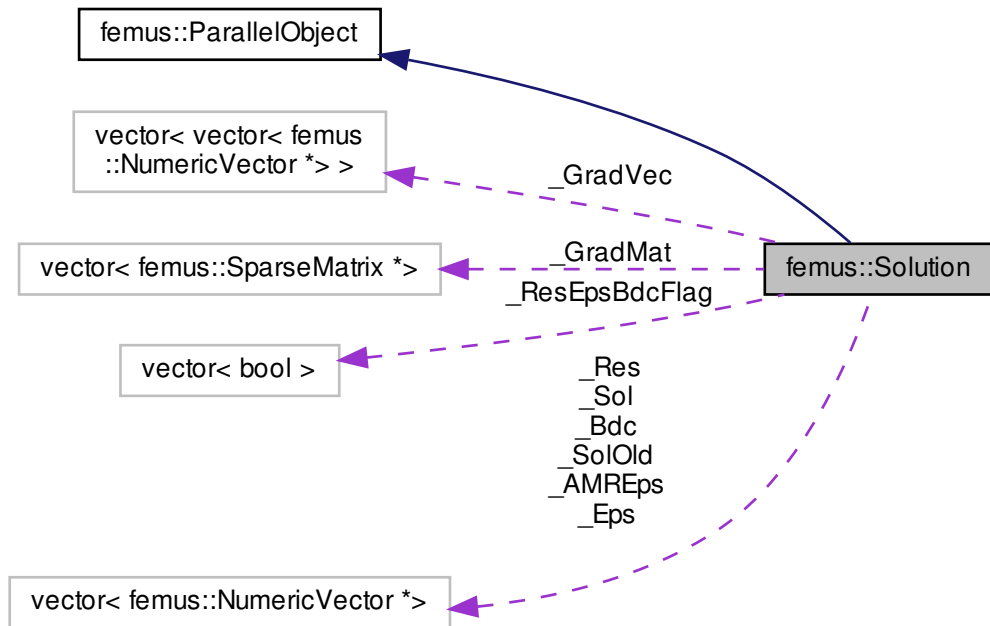 femus::ParallelObject
vector< vector< femus
::NumericVector *> >
_GradVec
vector< femus::SparseMatrix *>
_GradMat
femus::Solution
_ResEpsBdcFlag
vector< bool >
_Res
_Sol
_Bdc
_SolOld
_AMREps
_Eps
vector< femus::NumericVector *>